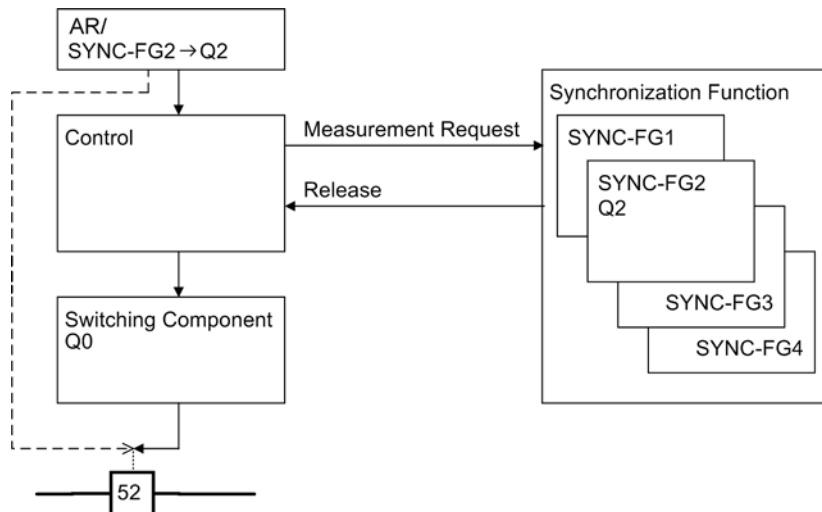 AR/
SYNC-FG2→Q2
Control
Measurement Request
Release
Switching Component
Q0
52
Synchronization Function
SYNC-FG1
SYNC-FG2
Q2
SYNC-FG3
SYNC-FG4